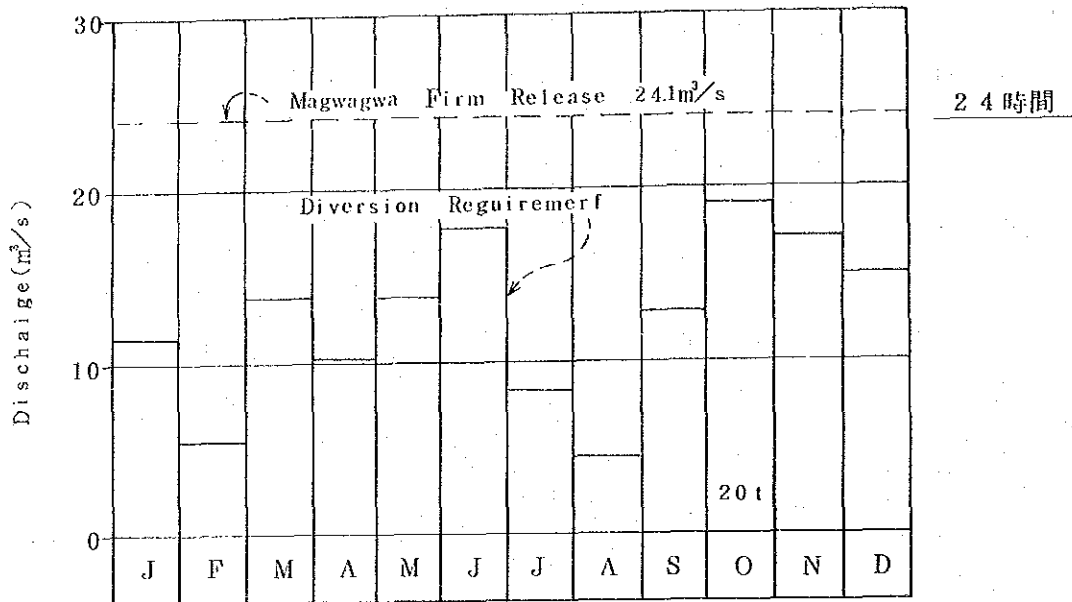 30
Magwagwa Firm Release 24.1m³/s
24時間
20
Diversion Reguiremerf
Dischaige(m³/s)
10
20t
0
J F M A M J J A S O N D